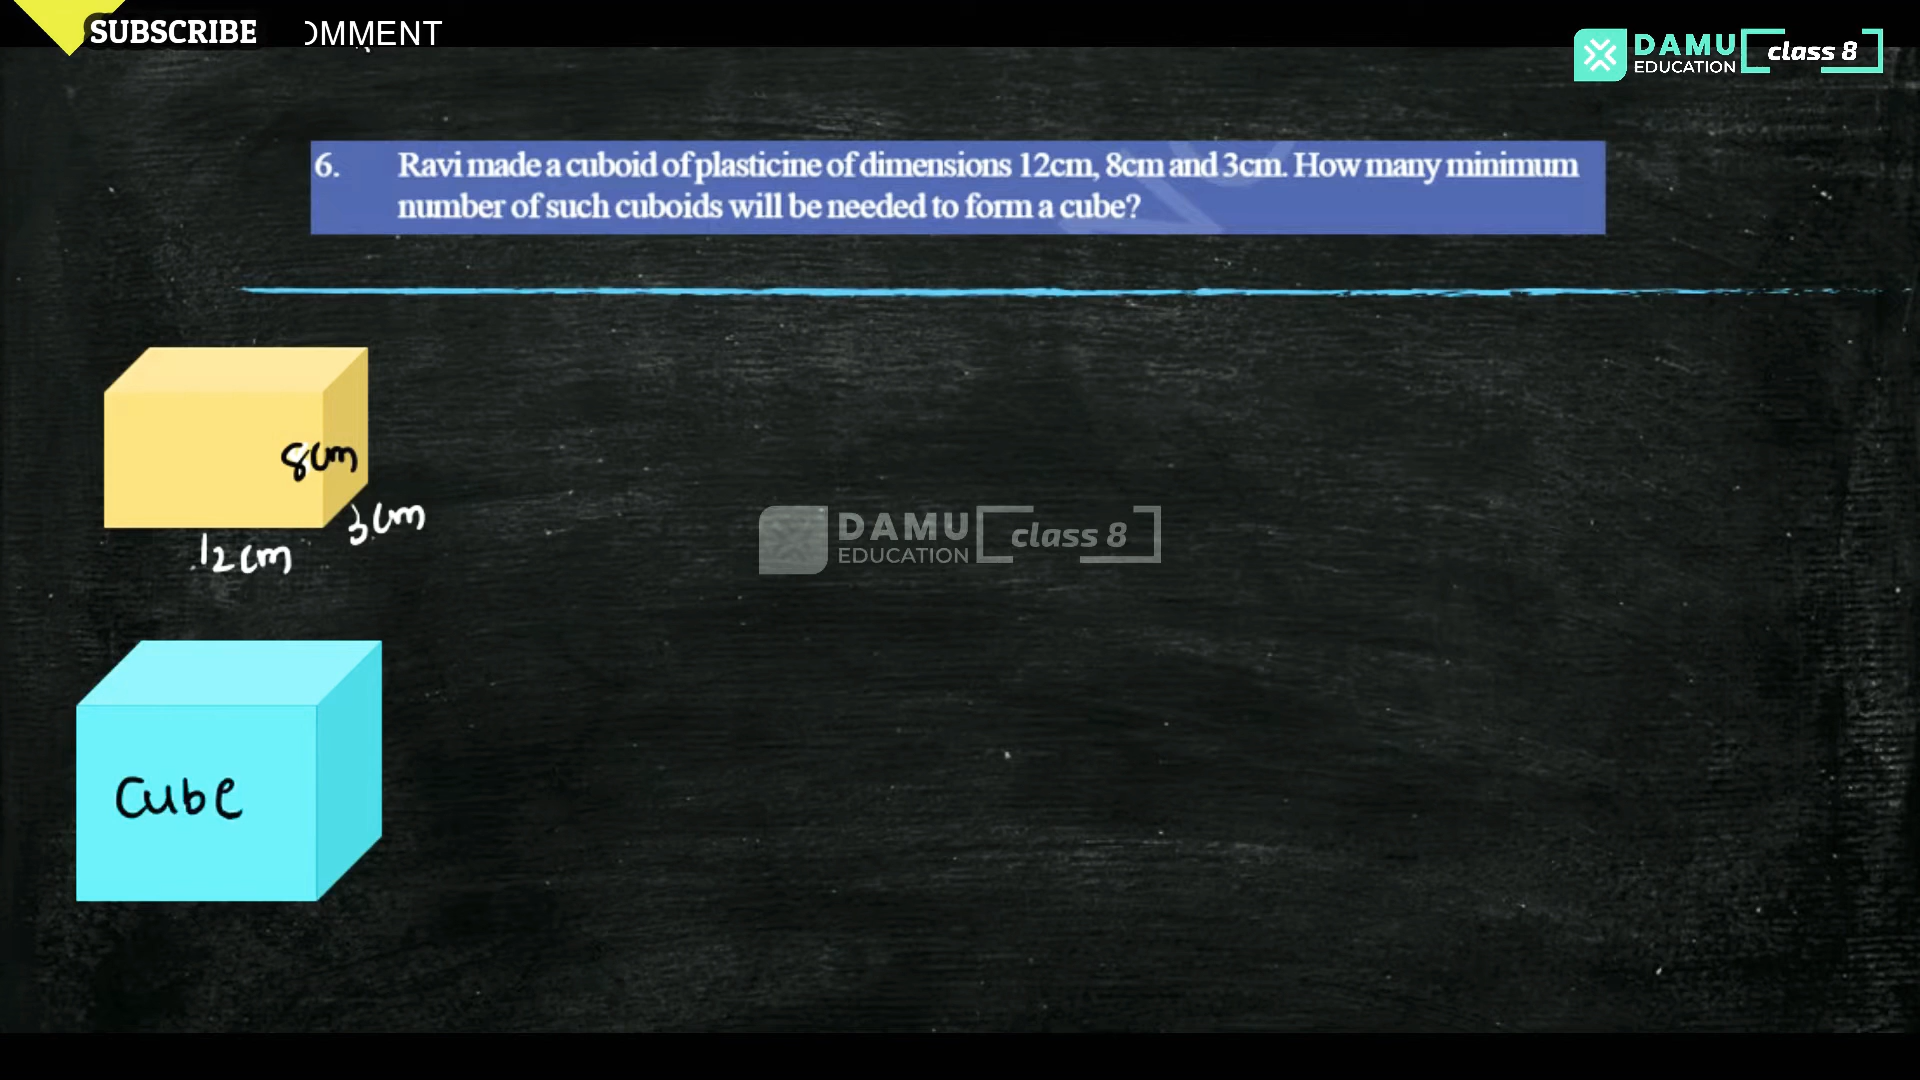 SUBSCRIBE OMMENT
DAMU
EDUCATION
class 8
6. Ravi made a cuboid of plasticine of dimensions 12cm, 8cm and 3cm. How many minimum
number of such cuboids will be needed to form a cube?
8cm
3cm
12cm
DAMU
EDUCATION
class 8
Cube